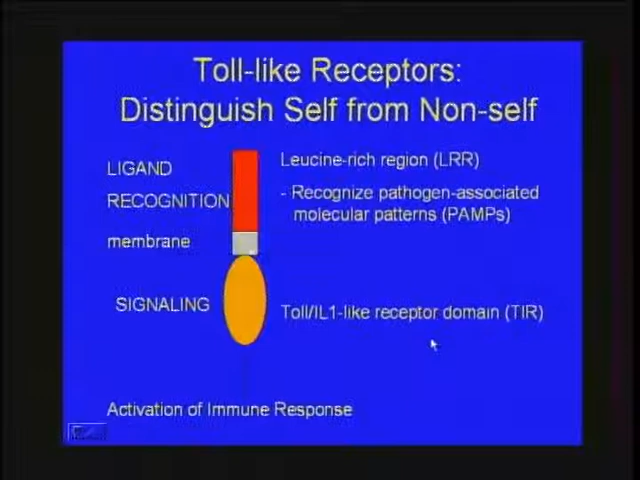 Toll-like Receptors:
Distinguish Self from Non-self
LIGAND
RECOGNITION
Leucine-rich region (LRR)
- Recognize pathogen-associated
molecular patterns (PAMPs)
membrane
SIGNALING
Toll/IL1-like receptor domain (TIR)
Activation of Immune Response